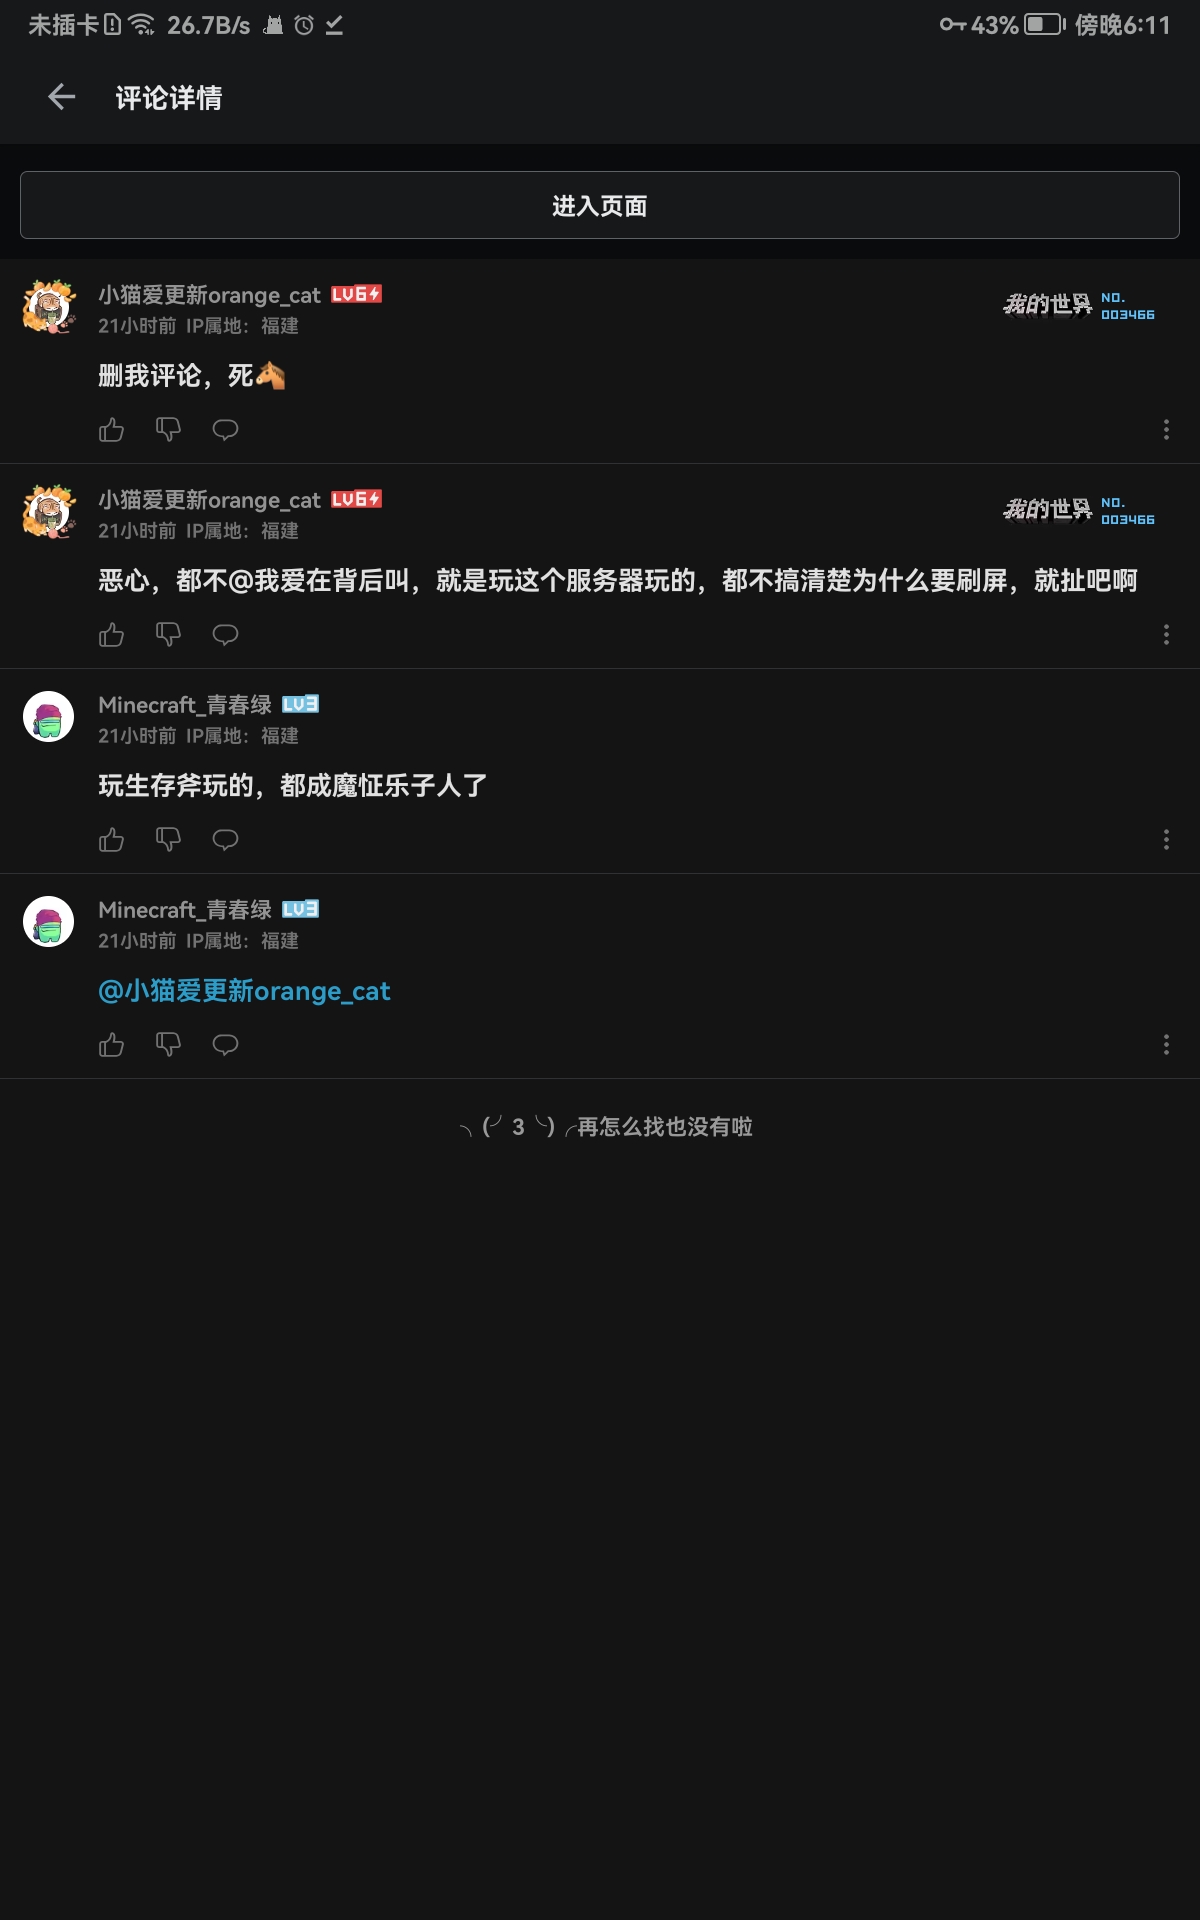 未插卡 26.7B/s 43% 傍晚6:11
评论详情
进入页面
小猫爱更新orange_cat LV6
21小时前 IP属地：福建
我的世界 NO.
003466
删我评论，死🐴
小猫爱更新orange_cat LV6
21小时前 IP属地：福建
我的世界 NO.
003466
恶心，都不@我爱在背后叫，就是玩这个服务器玩的，都不搞清楚为什么要刷屏，就扯吧啊
Minecraft_青春绿 LV3
21小时前 IP属地：福建
玩生存斧玩的，都成魔怔乐子人了
Minecraft_青春绿 LV3
21小时前 IP属地：福建
@小猫爱更新orange_cat
╮(╯3╰)╭再怎么找也没有啦